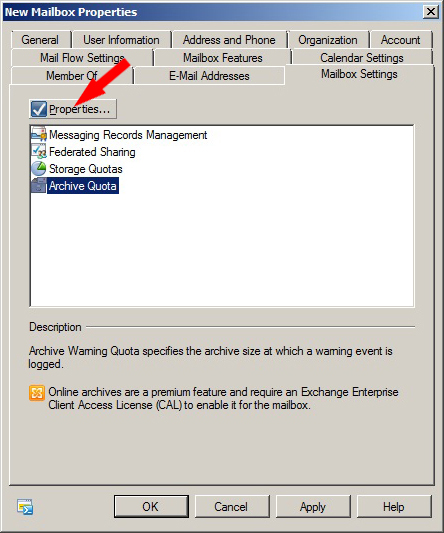 New Mailbox Properties
General User Information Address and Phone Organization Account
Mail Flow Settings Mailbox Features Calendar Settings
Member Of E-Mail Addresses Mailbox Settings
Properties...
Messaging Records Management
Federated Sharing
Storage Quotas
Archive Quota
Description
Archive Warning Quota specifies the archive size at which a warning event is
logged.
Online archives are a premium feature and require an Exchange Enterprise
Client Access License (CAL) to enable it for the mailbox.
OK Cancel Apply Help